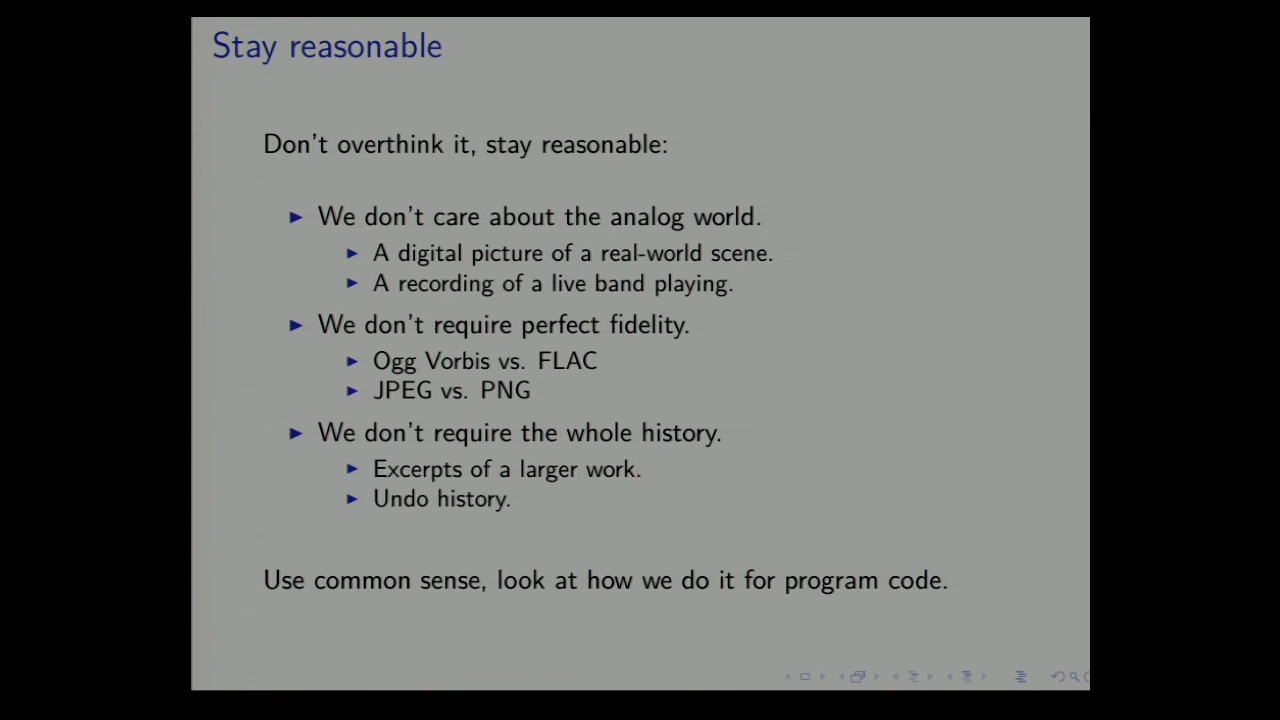 Stay reasonable
Don't overthink it, stay reasonable:
We don't care about the analog world.
A digital picture of a real-world scene.
A recording of a live band playing.
We don't require perfect fidelity.
Ogg Vorbis vs. FLAC
JPEG vs. PNG
We don't require the whole history.
Excerpts of a larger work.
Undo history.
Use common sense, look at how we do it for program code.